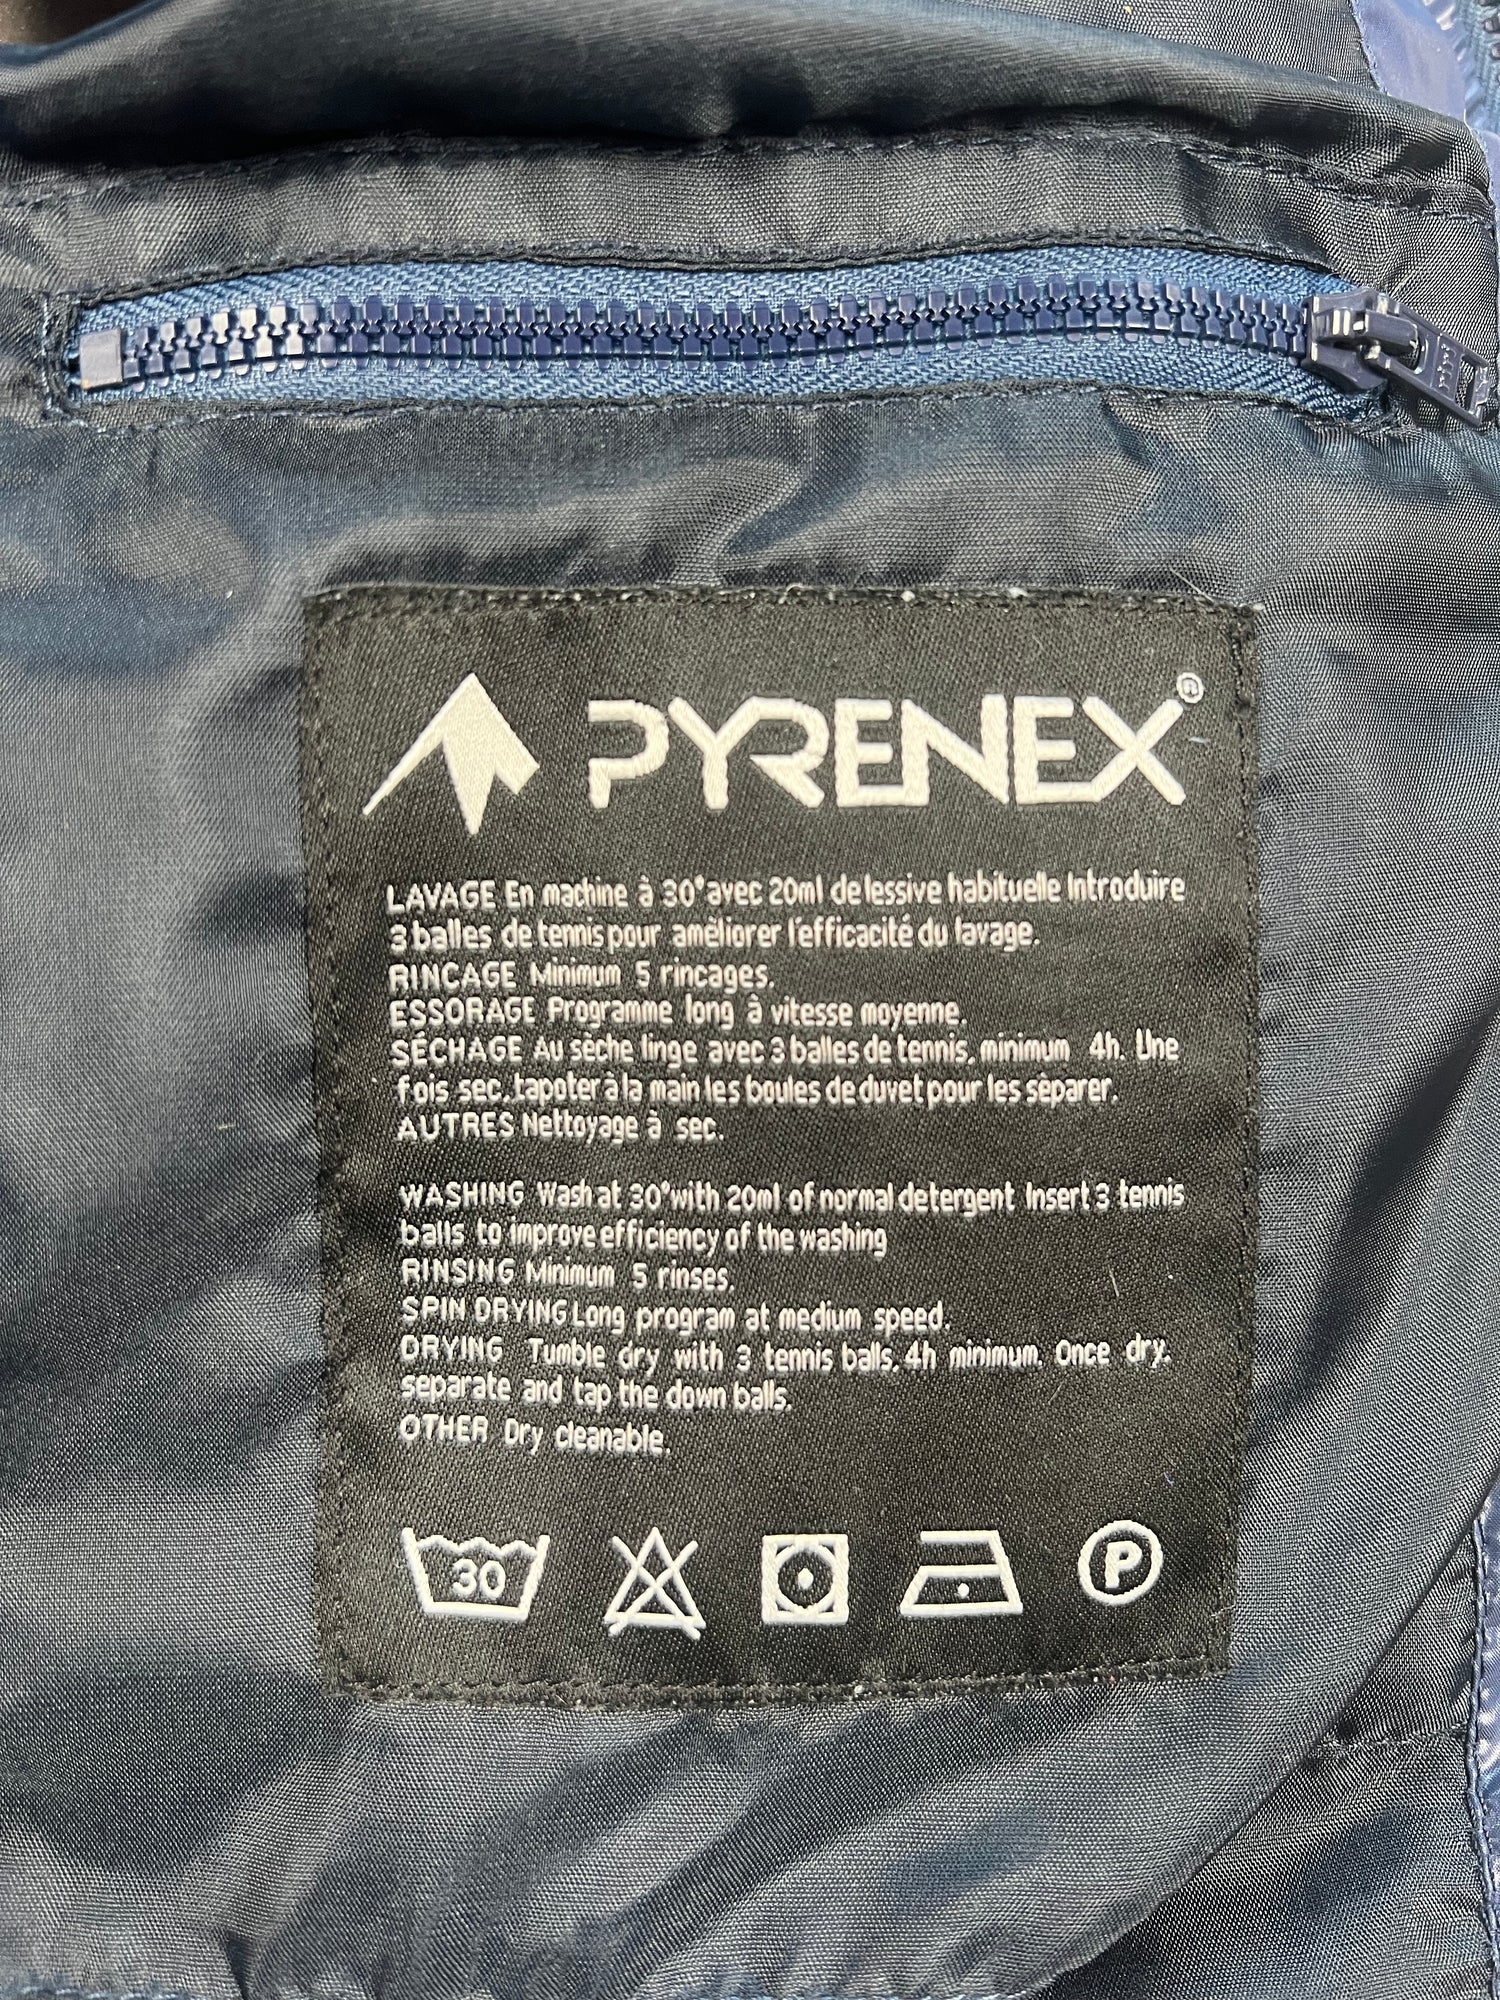 PYRENEX®
LAVAGE En machine à 30° avec 20ml de lessive habituelle Introduire
3 balles de tennis pour améliorer l'efficacité du lavage.
RINCAGE Minimum 5 rincages.
ESSORAGE Programme long à vitesse moyenne.
SÉCHAGE Au sèche linge avec 3 balles de tennis, minimum 4h. Une
fois sec, tapoter à la main les boules de duvet pour les séparer.
AUTRES Nettoyage à sec.
WASHING Wash at 30° with 20ml of normal detergent Insert 3 tennis
balls to improve efficiency of the washing
RINSING Minimum 5 rinses.
SPIN DRYING Long program at medium speed.
DRYING Tumble dry with 3 tennis balls, 4h minimum. Once dry,
separate and tap the down balls.
OTHER Dry cleanable.
30 P